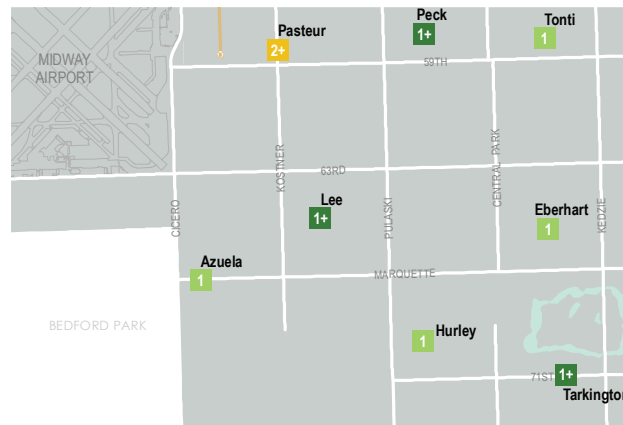 Peck
1+
Tonti
1
Pasteur
2+
59TH
MIDWAY
AIRPORT
63RD
KOSTNER
CENTRAL PARK
CICERO
PULASKI
KEDZIE
Lee
1+
Eberhart
1
Azuela
1
MARQUETTE
BEDFORD PARK
Hurley
1
71ST
1+
Tarkington